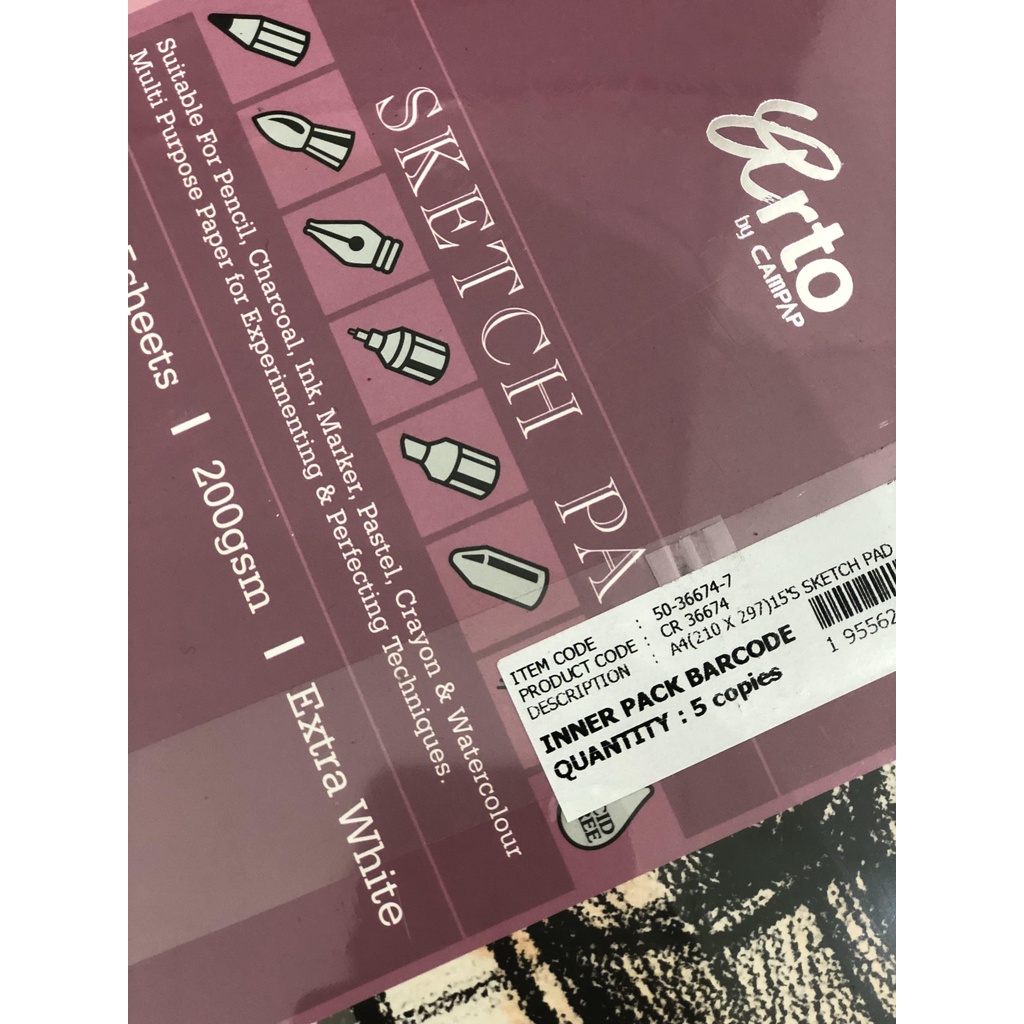 Arto
by CAMPAP
SKETCH PA
Suitable For Pencil, Charcoal, Ink, Marker, Pastel, Crayon & Watercolour
Multi Purpose Paper for Experimenting & Perfecting Techniques.
sheets | 200gsm | Extra White
ITEM CODE : 50-36674-7
PRODUCT CODE : CR 36674
DESCRIPTION : A4(210 X 297)15'S SKETCH PAD
INNER PACK BARCODE
QUANTITY : 5 copies
1 95562